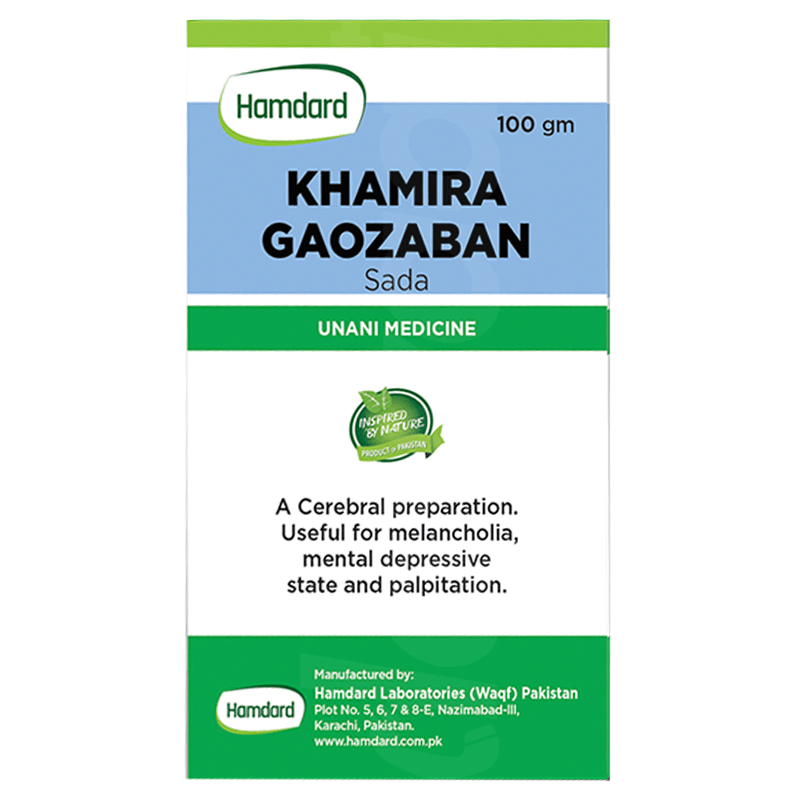 Hamdard
100 gm
KHAMIRA
GAOZABAN
Sada
UNANI MEDICINE
INSPIRED
BY NATURE
PRODUCT of PAKISTAN
A Cerebral preparation.
Useful for melancholia,
mental depressive
state and palpitation.
Hamdard
Manufactured by:
Hamdard Laboratories (Waqf) Pakistan
Plot No. 5, 6, 7 & 8-E, Nazimabad-III,
Karachi, Pakistan.
www.hamdard.com.pk